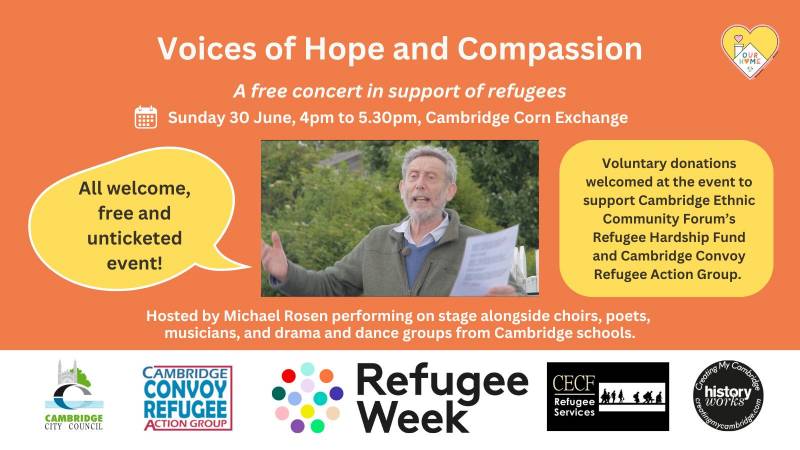 Voices of Hope and Compassion
OUR
HOME
A free concert in support of refugees
Sunday 30 June, 4pm to 5.30pm, Cambridge Corn Exchange
All welcome,
free and
unticketed
event!
Voluntary donations
welcomed at the event to
support Cambridge Ethnic
Community Forum's
Refugee Hardship Fund
and Cambridge Convoy
Refugee Action Group.
Hosted by Michael Rosen performing on stage alongside choirs, poets,
musicians, and drama and dance groups from Cambridge schools.
CAMBRIDGE
CITY COUNCIL
CAMBRIDGE
CONVOY
REFUGEE
ACTION GROUP
Refugee
Week
CECF
Refugee
Services
Creating My Cambridge
history
works
creatingmycambridge.com